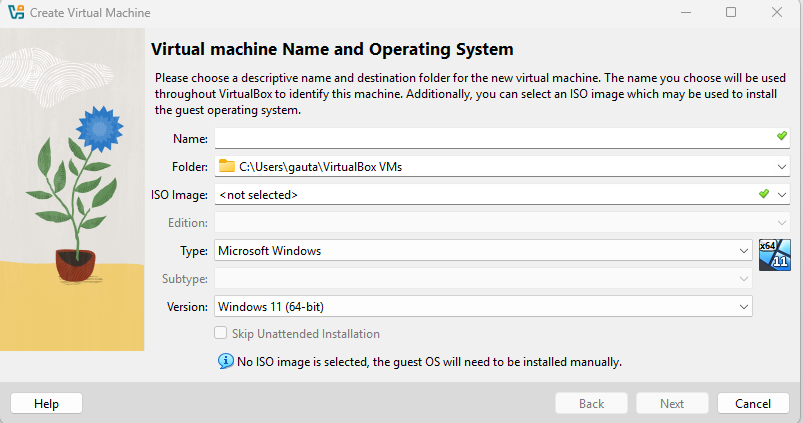 Create Virtual Machine
Virtual machine Name and Operating System
Please choose a descriptive name and destination folder for the new virtual machine. The name you choose will be used
throughout VirtualBox to identify this machine. Additionally, you can select an ISO image which may be used to install
the guest operating system.
Name:
Folder: C:\Users\gauta\VirtualBox VMs
ISO Image: <not selected>
Edition:
Type: Microsoft Windows
x64
11
Subtype:
Version: Windows 11 (64-bit)
Skip Unattended Installation
No ISO image is selected, the guest OS will need to be installed manually.
Help Back Next Cancel